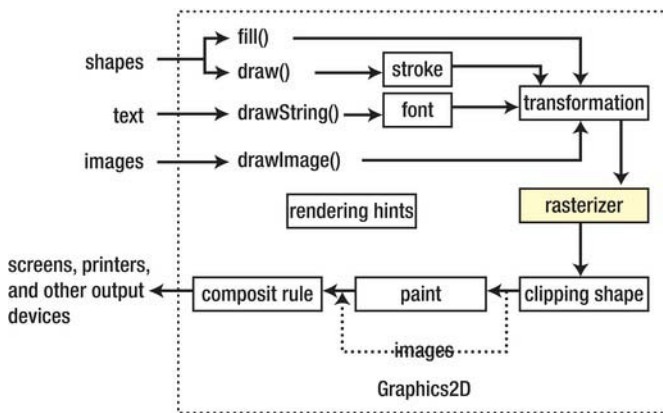 fill()
shapes
draw()
stroke
transformation
text
drawString()
font
images
drawImage()
rendering hints
rasterizer
screens, printers,
and other output
devices
composit rule
paint
clipping shape
images
Graphics2D